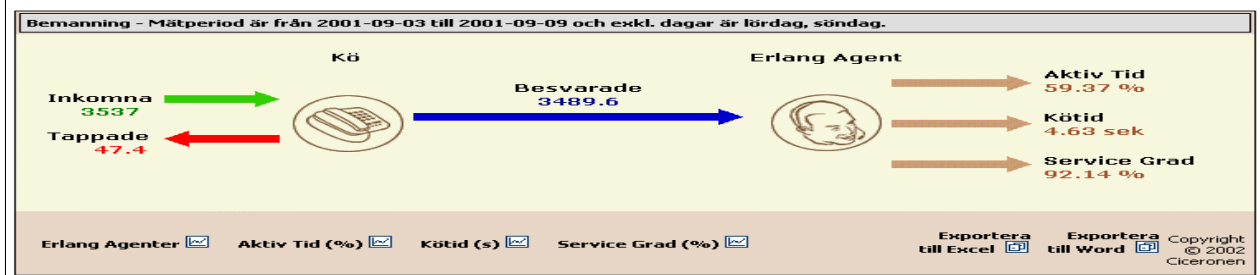 Bemanning - Mätperiod är från 2001-09-03 till 2001-09-09 och exkl. dagar är lördag, söndag.
Kö
Erlang Agent
Inkomna
3537
Tappade
47.4
Besvarade
3489.6
Aktiv Tid
59.37 %
Kötid
4.63 sek
Service Grad
92.14 %
Erlang Agenter
Aktiv Tid (%)
Kötid (s)
Service Grad (%)
Exportera
till Excel
Exportera
till Word
Copyright
© 2002
Ciceronen